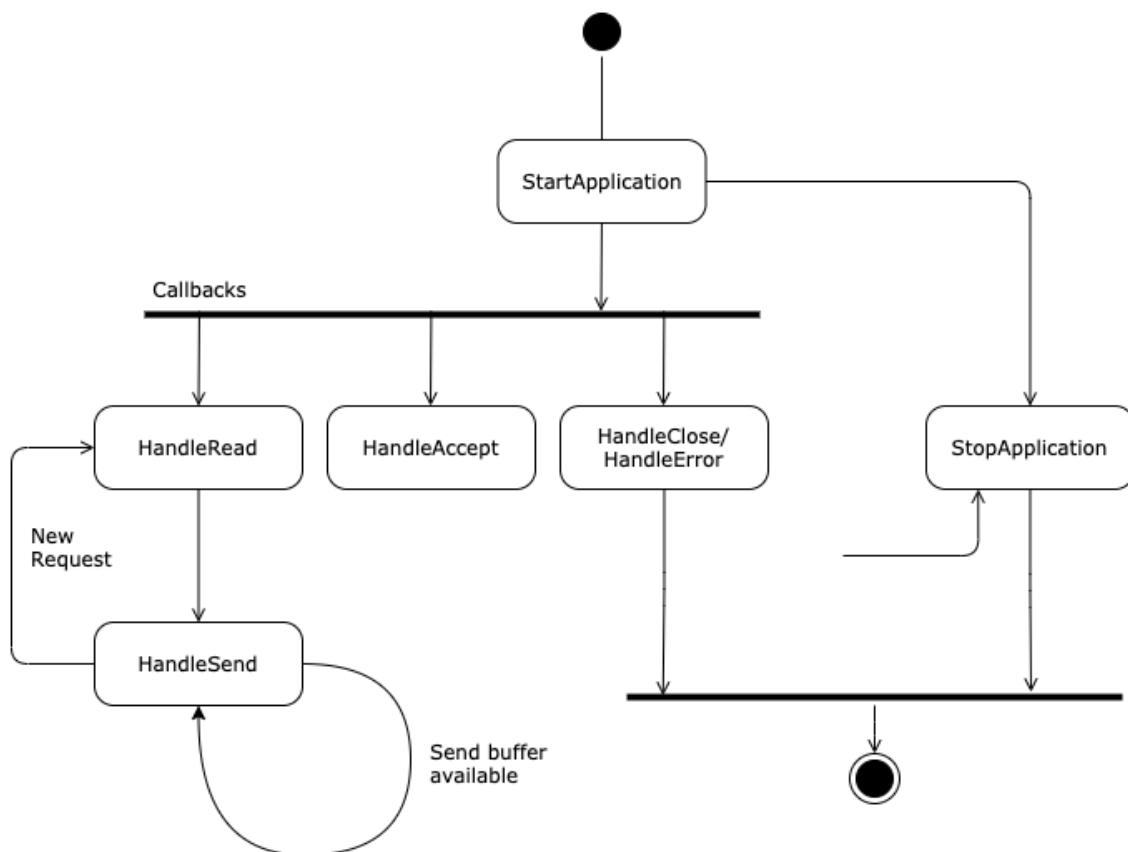 StartApplication
Callbacks
HandleRead
HandleAccept
HandleClose/
HandleError
StopApplication
New
Request
HandleSend
Send buffer
available